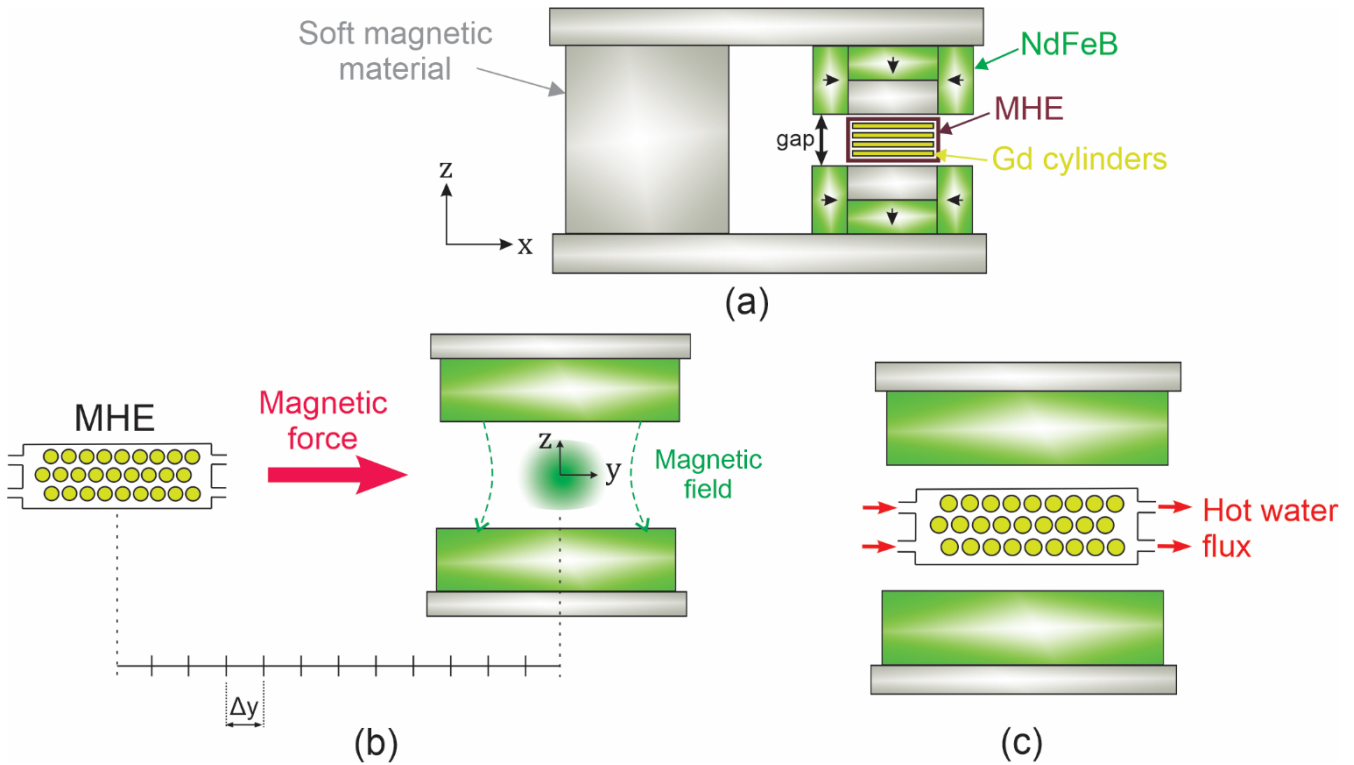 Soft magnetic
material
NdFeB
MHE
gap
Gd cylinders
z
x
(a)
MHE
Magnetic
force
z
y
Magnetic
field
Δy
(b)
Hot water
flux
(c)